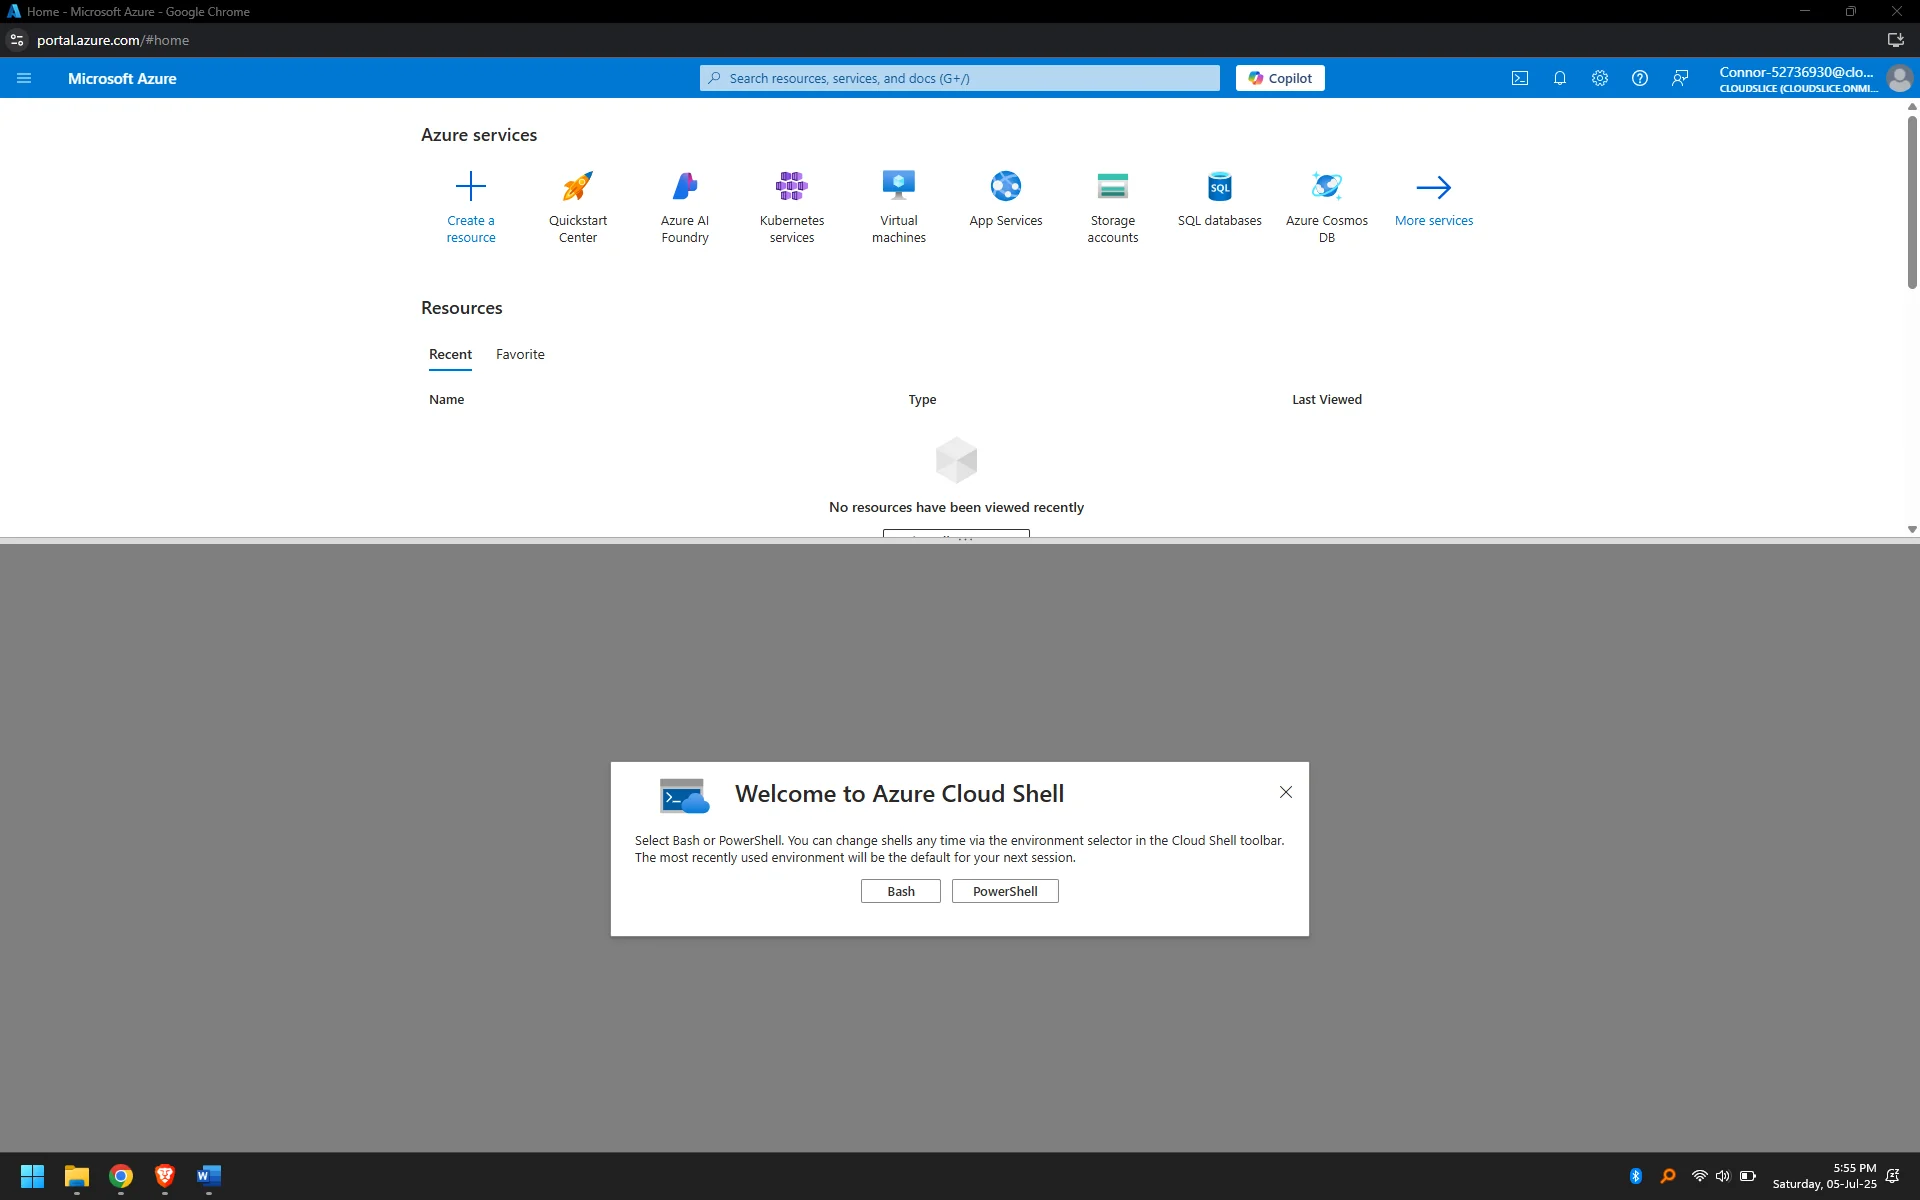 Home - Microsoft Azure - Google Chrome
portal.azure.com/#home
Microsoft Azure
Search resources, services, and docs (G+/)
Copilot
Connor-52736930@clo...
CLOUDSLICE (CLOUDSLICE.ONMI...
Azure services
Create a resource
Quickstart Center
Azure AI Foundry
Kubernetes services
Virtual machines
App Services
Storage accounts
SQL
SQL databases
Azure Cosmos DB
More services
Resources
Recent
Favorite
Name
Type
Last Viewed
No resources have been viewed recently
Welcome to Azure Cloud Shell
Select Bash or PowerShell. You can change shells any time via the environment selector in the Cloud Shell toolbar.
The most recently used environment will be the default for your next session.
Bash
PowerShell
W
5:55 PM
Saturday, 05-Jul-25